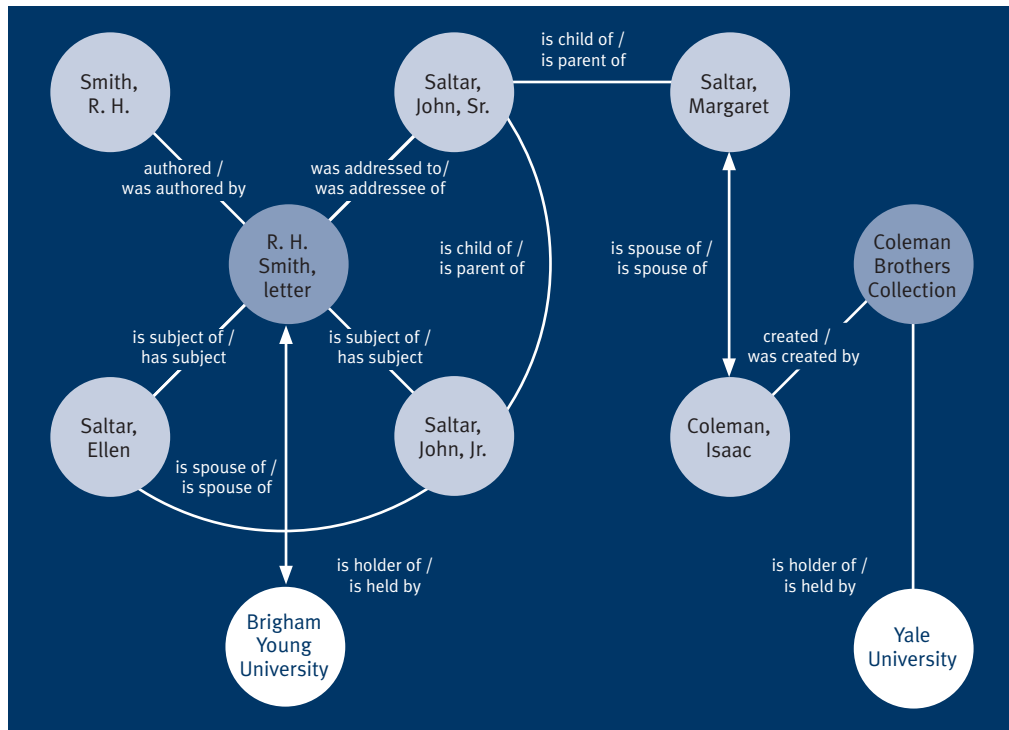 is child of /
is parent of
Smith,
R. H.
Saltar,
John, Sr.
Saltar,
Margaret
authored /
was authored by
was addressed to/
was addressee of
R. H.
Smith,
letter
is child of /
is parent of
is spouse of /
is spouse of
Coleman
Brothers
Collection
is subject of /
has subject
is subject of /
has subject
created /
was created by
Saltar,
Ellen
Saltar,
John, Jr.
Coleman,
Isaac
is spouse of /
is spouse of
is holder of /
is held by
is holder of /
is held by
Brigham
Young
University
Yale
University